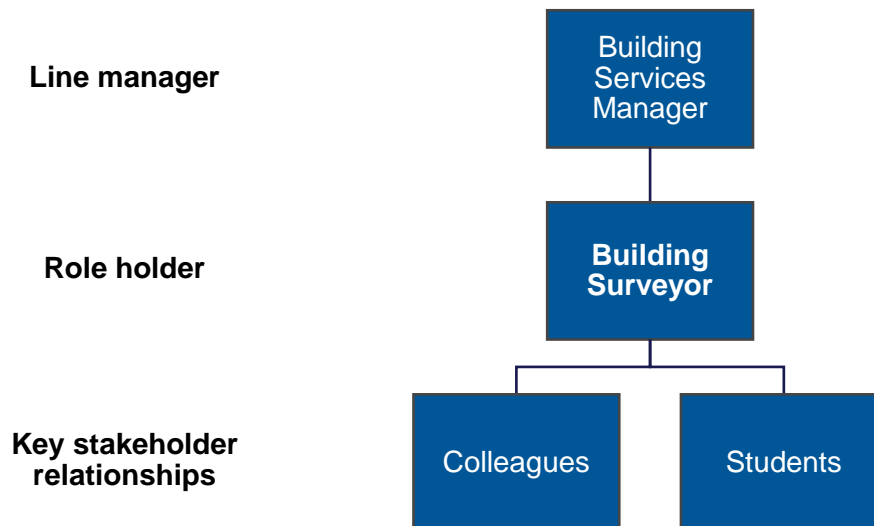 Line manager
Building
Services
Manager
Role holder
Building
Surveyor
Key stakeholder
relationships
Colleagues
Students